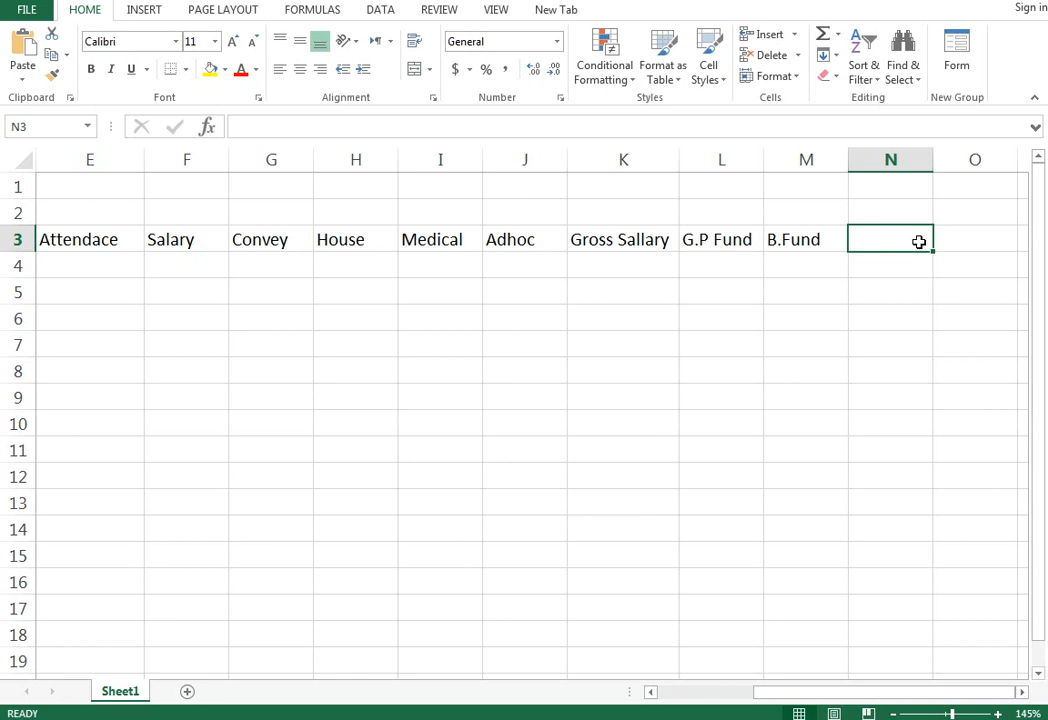 FILE HOME INSERT PAGE LAYOUT FORMULAS DATA REVIEW VIEW New Tab Sign in
Paste
Calibri 11
B I U
A A A
General
$ % , .00 .0
Conditional Formatting
Format as Table
Cell Styles
Insert
Delete
Format
Σ
Sort & Filter
Find & Select
Form
Clipboard Font Alignment Number Styles Cells Editing New Group
N3 fx
E F G H I J K L M N O
1
2
3 Attendace Salary Convey House Medical Adhoc Gross Sallary G.P Fund B.Fund
4
5
6
7
8
9
10
11
12
13
14
15
16
17
18
19
Sheet1
READY 145%